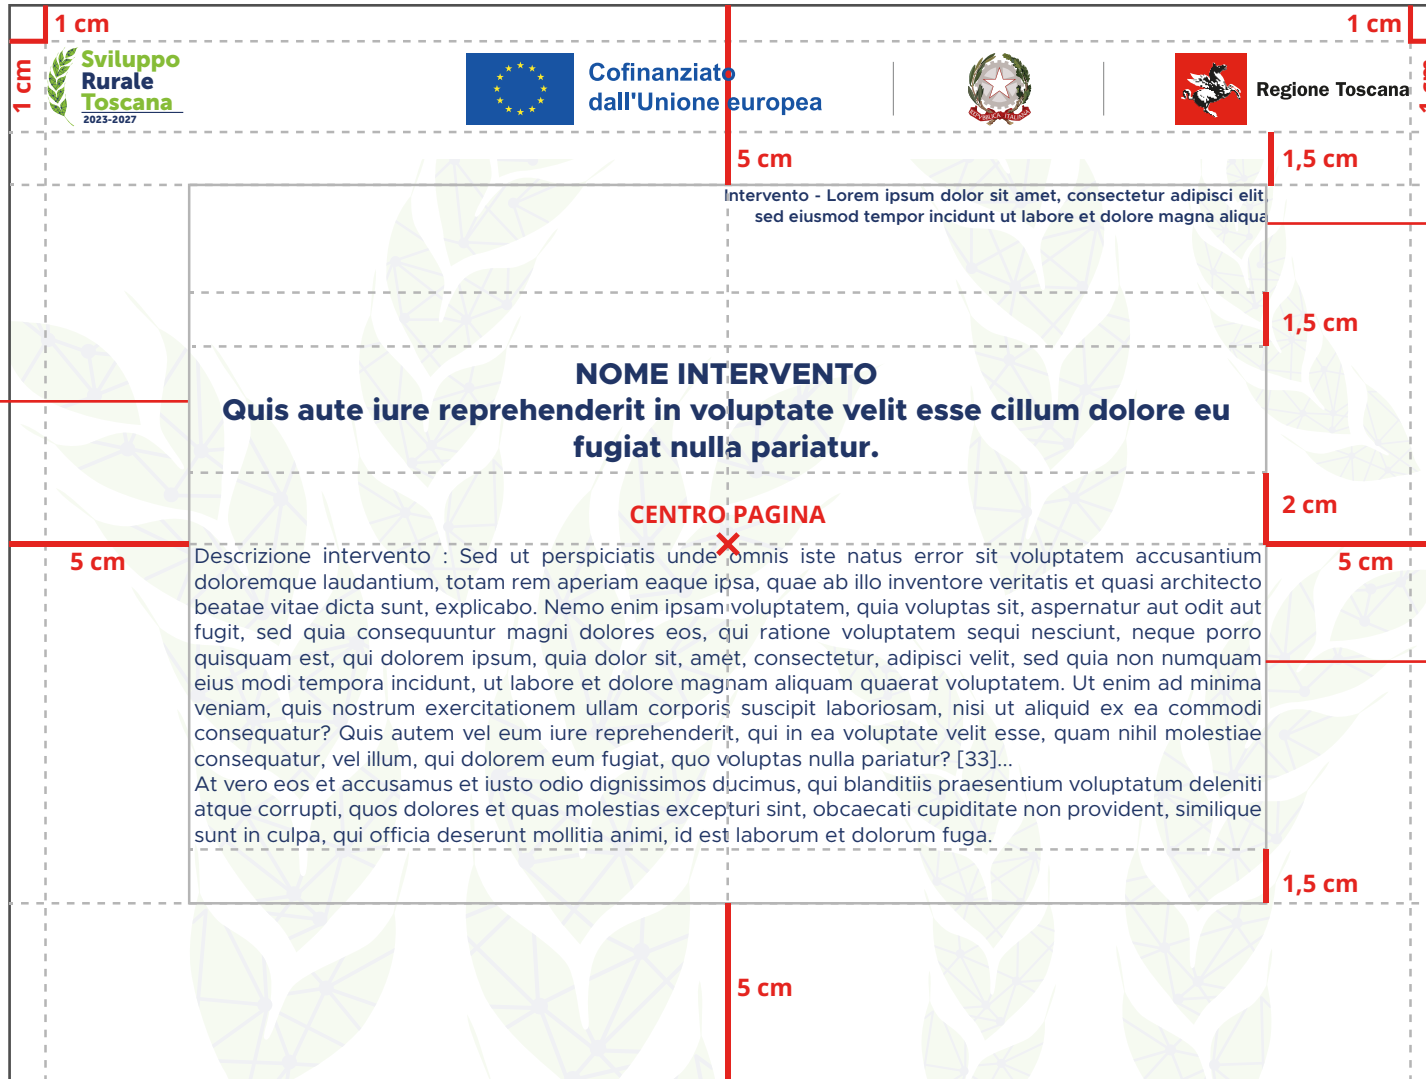 1 cm
1 cm
1 cm
1 cm
Sviluppo
Rurale
Toscana
2023-2027
Cofinanziato
dall'Unione europea
REPVBBLICA ITALIANA
Regione Toscana
5 cm
1,5 cm
Intervento - Lorem ipsum dolor sit amet, consectetur adipisci elit,
sed eiusmod tempor incidunt ut labore et dolore magna aliqua
1,5 cm
NOME INTERVENTO
Quis aute iure reprehenderit in voluptate velit esse cillum dolore eu
fugiat nulla pariatur.
2 cm
CENTRO PAGINA
5 cm
5 cm
Descrizione intervento : Sed ut perspiciatis unde omnis iste natus error sit voluptatem accusantium
doloremque laudantium, totam rem aperiam eaque ipsa, quae ab illo inventore veritatis et quasi architecto
beatae vitae dicta sunt, explicabo. Nemo enim ipsam voluptatem, quia voluptas sit, aspernatur aut odit aut
fugit, sed quia consequuntur magni dolores eos, qui ratione voluptatem sequi nesciunt, neque porro
quisquam est, qui dolorem ipsum, quia dolor sit, amet, consectetur, adipisci velit, sed quia non numquam
eius modi tempora incidunt, ut labore et dolore magnam aliquam quaerat voluptatem. Ut enim ad minima
veniam, quis nostrum exercitationem ullam corporis suscipit laboriosam, nisi ut aliquid ex ea commodi
consequatur? Quis autem vel eum iure reprehenderit, qui in ea voluptate velit esse, quam nihil molestiae
consequatur, vel illum, qui dolorem eum fugiat, quo voluptas nulla pariatur? [33]...
At vero eos et accusamus et iusto odio dignissimos ducimus, qui blanditiis praesentium voluptatum deleniti
atque corrupti, quos dolores et quas molestias excepturi sint, obcaecati cupiditate non provident, similique
sunt in culpa, qui officia deserunt mollitia animi, id est laborum et dolorum fuga.
1,5 cm
5 cm